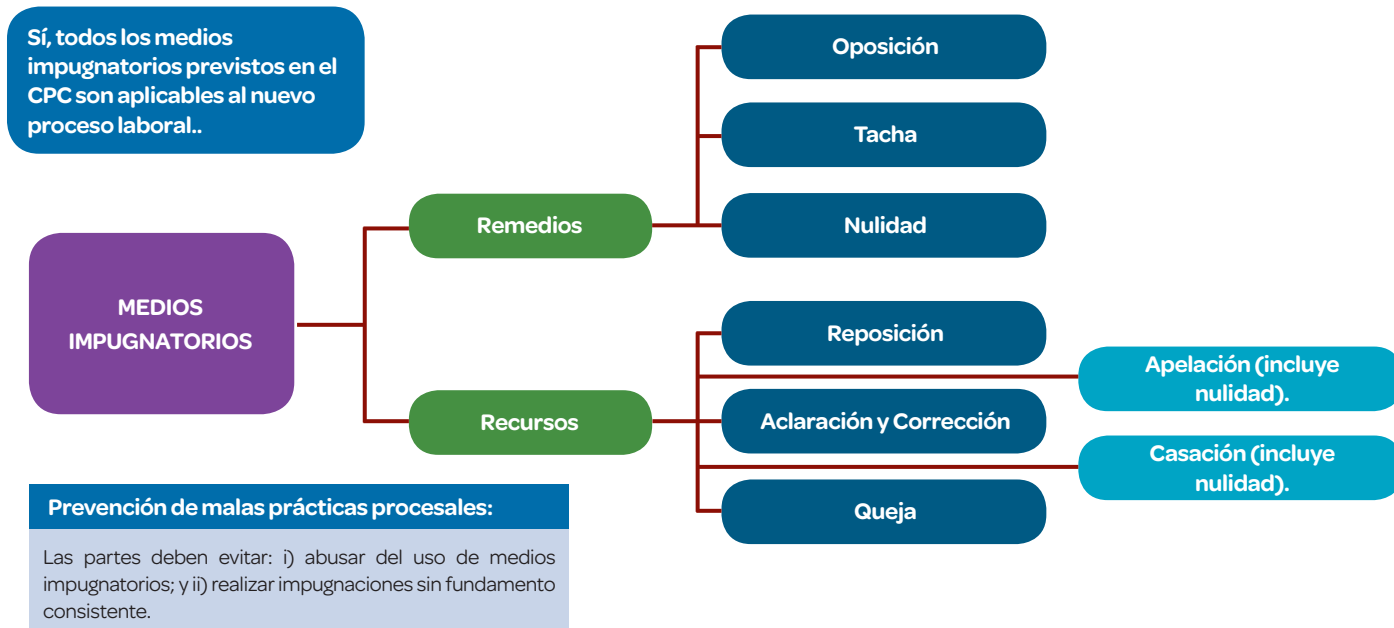 Sí, todos los medios
impugnatorios previstos en el
CPC son aplicables al nuevo
proceso laboral..
MEDIOS
IMPUGNATORIOS
Remedios
Oposición
Tacha
Nulidad
Recursos
Reposición
Apelación (incluye
nulidad).
Aclaración y Corrección
Casación (incluye
nulidad).
Queja
Prevención de malas prácticas procesales:
Las partes deben evitar: i) abusar del uso de medios
impugnatorios; y ii) realizar impugnaciones sin fundamento
consistente.